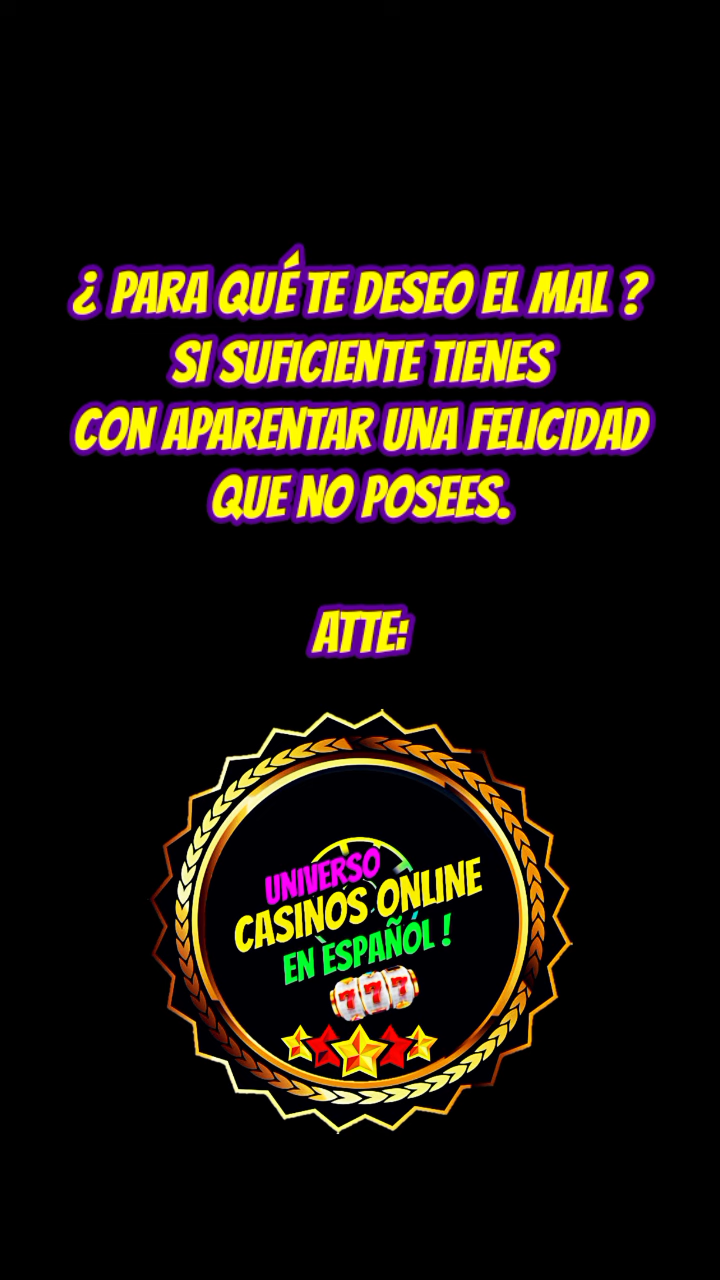 ¿ PARA QUÉ TE DESEO EL MAL ?
SI SUFICIENTE TIENES
CON APARENTAR UNA FELICIDAD
QUE NO POSEES.
ATTE:
UNIVERSO
CASINOS ONLINE
EN ESPAÑOL !
777